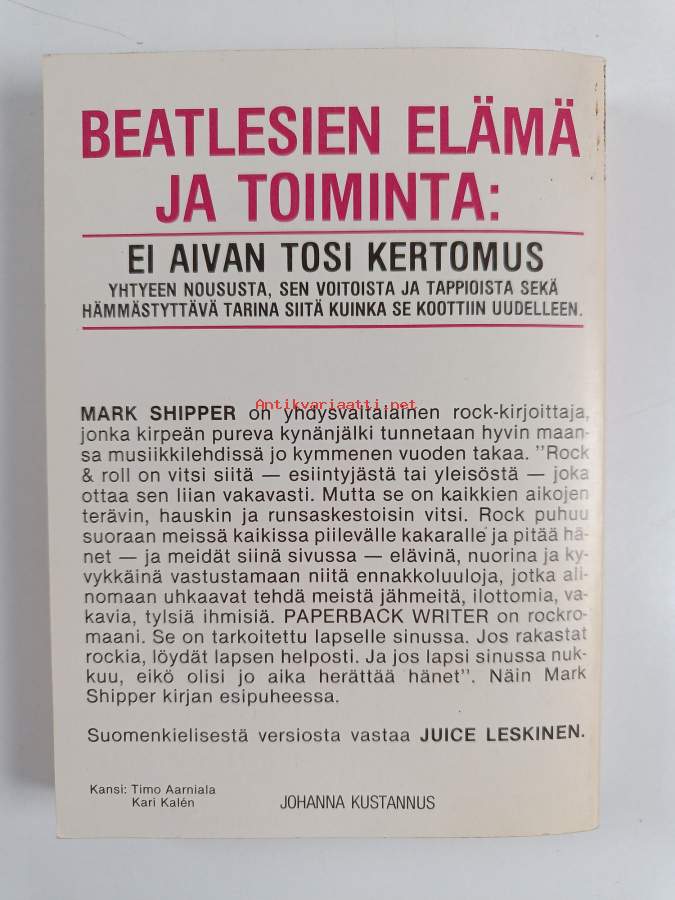 BEATLESIEN ELÄMÄ
JA TOIMINTA:
EI AIVAN TOSI KERTOMUS
YHTYEEN NOUSUSTA, SEN VOITOISTA JA TAPPIOISTA SEKÄ
HÄMMÄSTYTTÄVÄ TARINA SIITÄ KUINKA SE KOOTTIIN UUDELLEEN.
Antikvariaatti.net
MARK SHIPPER on yhdysvaltalainen rock-kirjoittaja,
jonka kirpeän pureva kynänjälki tunnetaan hyvin maan-
sa musiikkilehdissä jo kymmenen vuoden takaa. "Rock
& roll on vitsi siitä — esiintyjästä tai yleisöstä — joka
ottaa sen liian vakavasti. Mutta se on kaikkien aikojen
terävin, hauskin ja runsaskestoisin vitsi. Rock puhuu
suoraan meissä kaikissa piilevälle kakaralle ja pitää hä-
net — ja meidät siinä sivussa — elävinä, nuorina ja ky-
vykkäinä vastustamaan niitä ennakkoluuloja, jotka ali-
nomaan uhkaavat tehdä meistä jähmeitä, ilottomia, va-
kavia, tylsiä ihmisiä. PAPERBACK WRITER on rockro-
maani. Se on tarkoitettu lapselle sinussa. Jos rakastat
rockia, löydät lapsen helposti. Ja jos lapsi sinussa nuk-
kuu, eikö olisi jo aika herättää hänet". Näin Mark
Shipper kirjan esipuheessa.
Suomenkielisestä versiosta vastaa JUICE LESKINEN.
Kansi: Timo Aarniala
Kari Kalén
JOHANNA KUSTANNUS